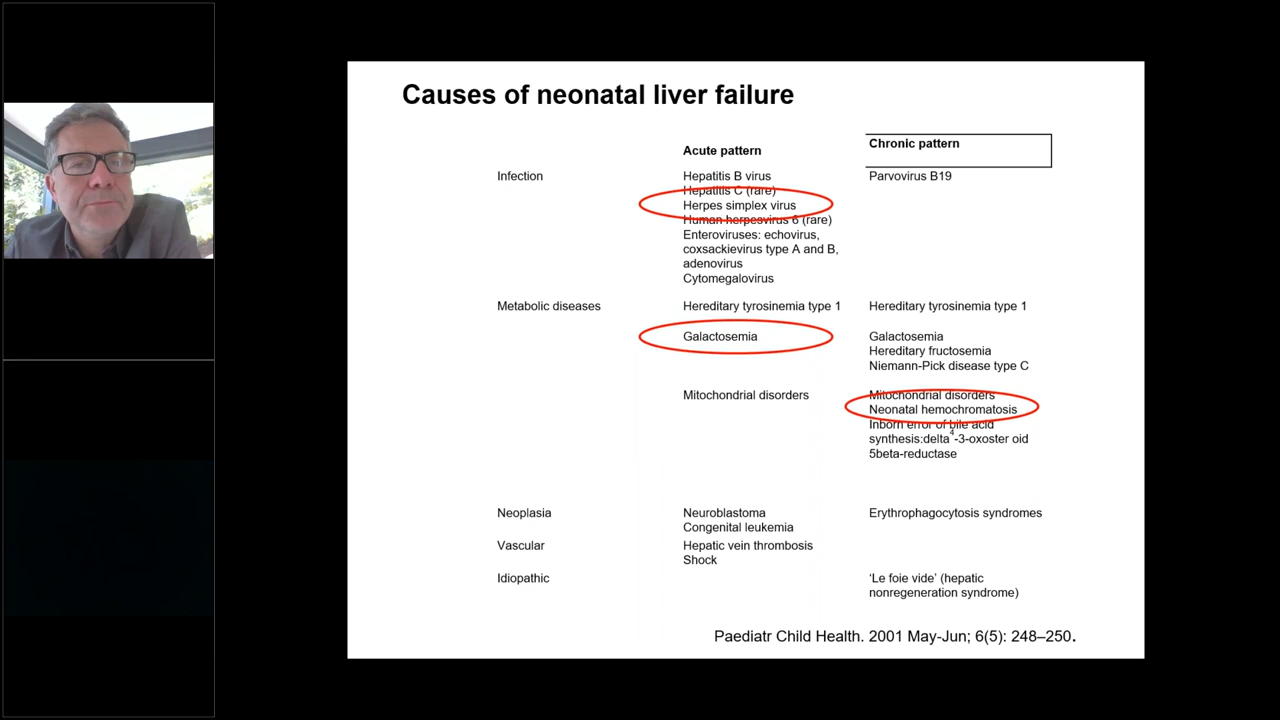 Causes of neonatal liver failure
Acute pattern
Chronic pattern
Infection
Hepatitis B virus
Parvovirus B19
Hepatitis C (rare)
Herpes simplex virus
Human herpesvirus 6 (rare)
Enteroviruses: echovirus,
coxsackievirus type A and B,
adenovirus
Cytomegalovirus
Metabolic diseases
Hereditary tyrosinemia type 1
Hereditary tyrosinemia type 1
Galactosemia
Galactosemia
Hereditary fructosemia
Niemann-Pick disease type C
Mitochondrial disorders
Mitochondrial disorders
Neonatal hemochromatosis
Inborn error of bile acid
synthesis:delta⁴-3-oxoster oid
5beta-reductase
Neoplasia
Neuroblastoma
Erythrophagocytosis syndromes
Congenital leukemia
Vascular
Hepatic vein thrombosis
Shock
Idiopathic
‘Le foie vide’ (hepatic
nonregeneration syndrome)
Paediatr Child Health. 2001 May-Jun; 6(5): 248–250.